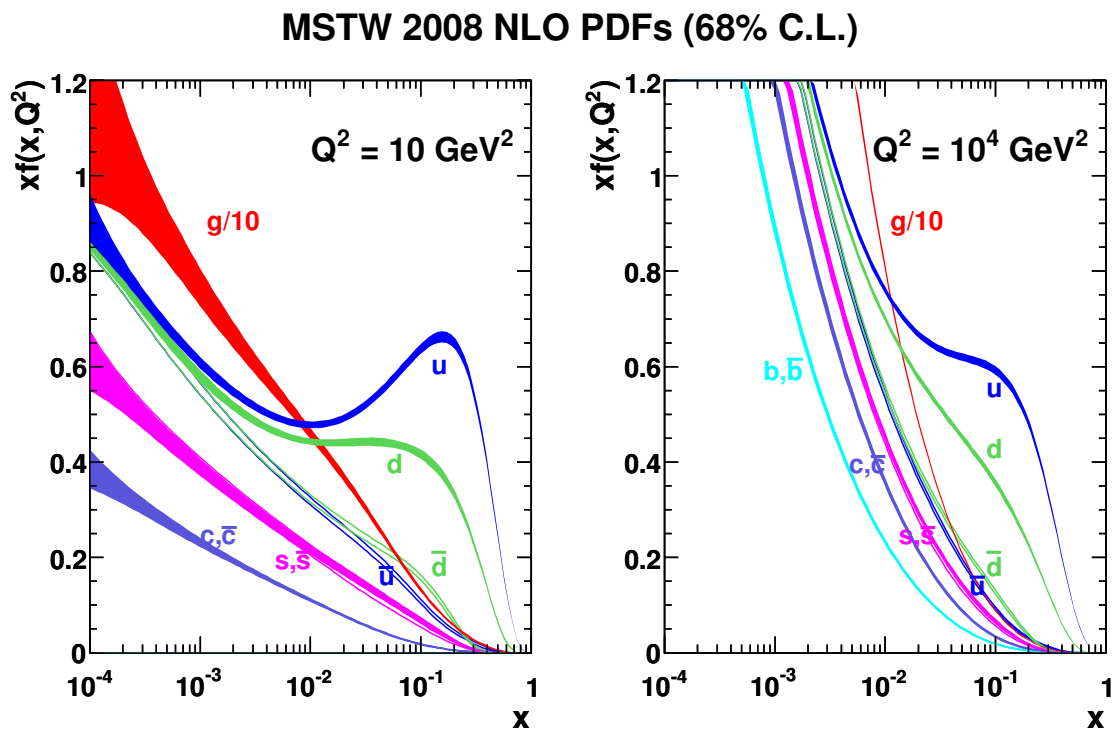 MSTW 2008 NLO PDFs (68% C.L.)
xf(x,Q²)
1.2
1
0.8
0.6
0.4
0.2
0
Q² = 10 GeV²
g/10
u
d
c,c̅
s,s̅
u̅
d̅
10⁻⁴
10⁻³
10⁻²
10⁻¹
1
x
xf(x,Q²)
1.2
1
0.8
0.6
0.4
0.2
0
Q² = 10⁴ GeV²
g/10
b,b̅
u
d
c,c̅
s,s̅
d̅
u̅
10⁻⁴
10⁻³
10⁻²
10⁻¹
1
x